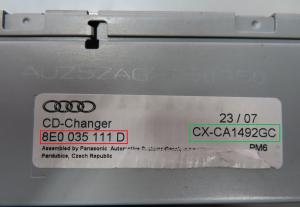 23 / 07
CD-Changer
8E0 035 111 D
CX-CA1492GC
Assembled by Panasonic Automotive
PM6
Pardubice, Czech Republic